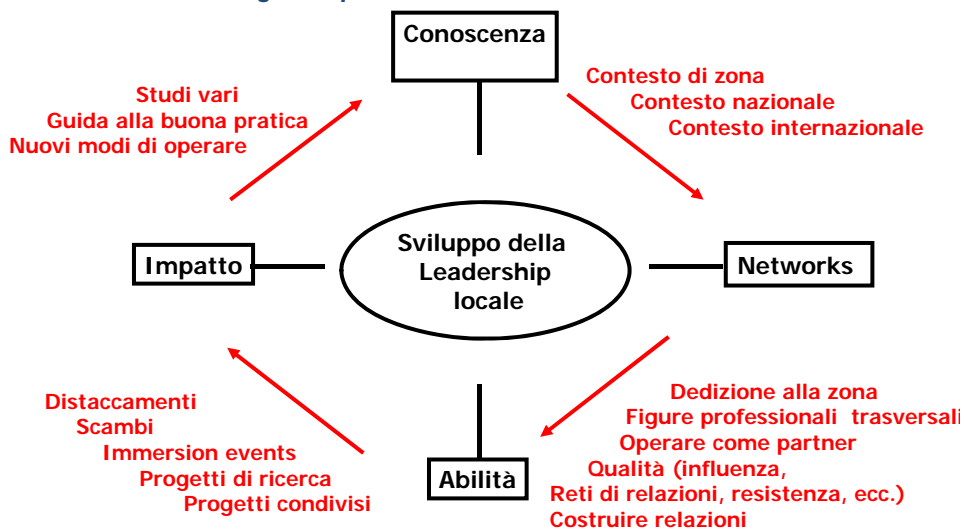 Conoscenza
Contesto di zona
Contesto nazionale
Contesto internazionale
Studi vari
Guida alla buona pratica
Nuovi modi di operare
Impatto
Sviluppo della
Leadership
locale
Networks
Distaccamenti
Scambi
Immersion events
Progetti di ricerca
Progetti condivisi
Abilità
Dedizione alla zona
Figure professionali trasversali
Operare come partner
Qualità (influenza,
Reti di relazioni, resistenza, ecc.)
Costruire relazioni